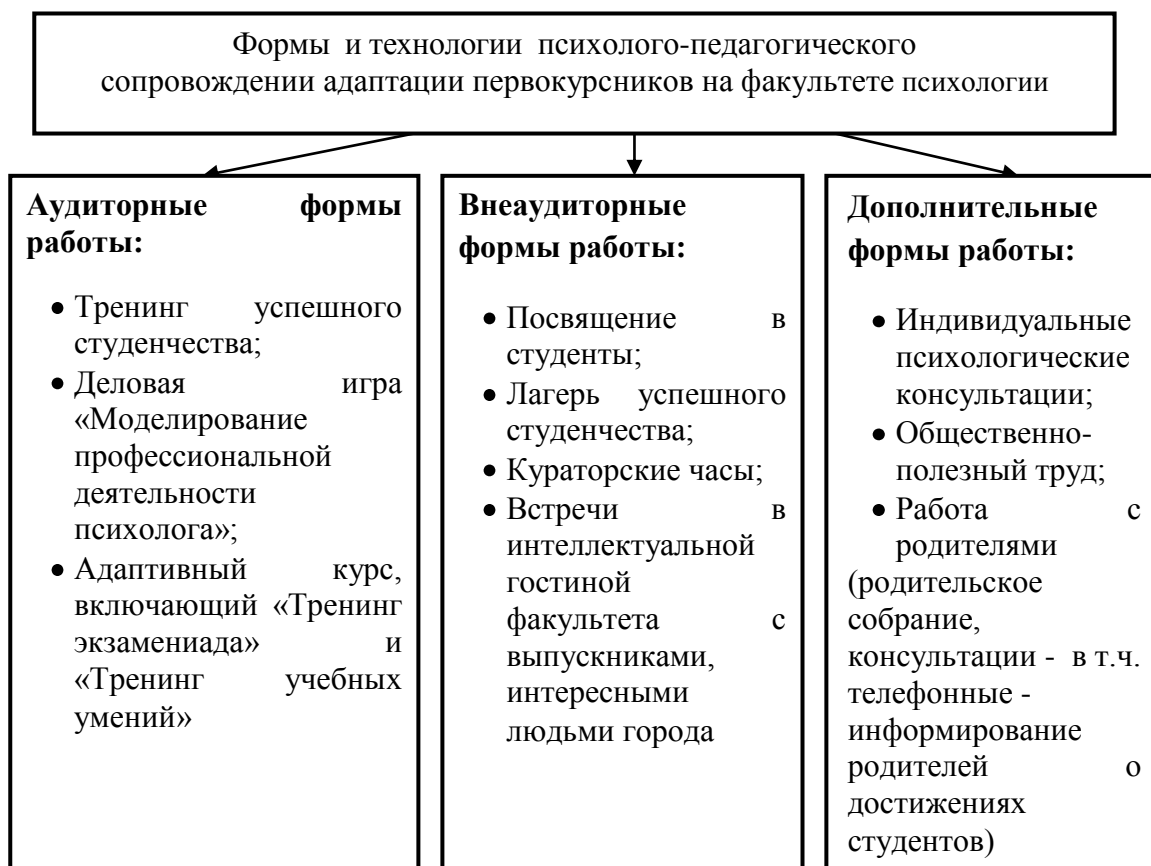 Формы и технологии психолого-педагогического
сопровождении адаптации первокурсников на факультете психологии
Аудиторные формы
работы:
• Тренинг успешного
студенчества;
• Деловая игра
«Моделирование
профессиональной
деятельности
психолога»;
• Адаптивный курс,
включающий «Тренинг
экзамениада» и
«Тренинг учебных
умений»
Внеаудиторные
формы работы:
• Посвящение в
студенты;
• Лагерь успешного
студенчества;
• Кураторские часы;
• Встречи в
интеллектуальной
гостиной
факультета с
выпускниками,
интересными
людьми города
Дополнительные
формы работы:
• Индивидуальные
психологические
консультации;
• Общественно-
полезный труд;
• Работа с
родителями
(родительское
собрание,
консультации - в т.ч.
телефонные -
информирование
родителей о
достижениях
студентов)